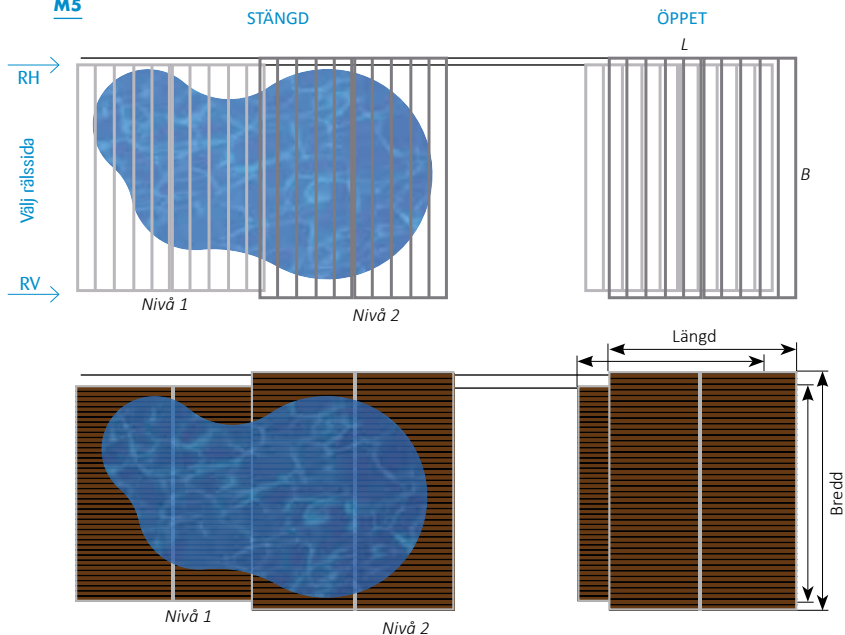 M5
STÄNGD
ÖPPET
L
RH
Välj rälssida
B
RV
Nivå 1
Nivå 2
Längd
Bredd
Nivå 1
Nivå 2